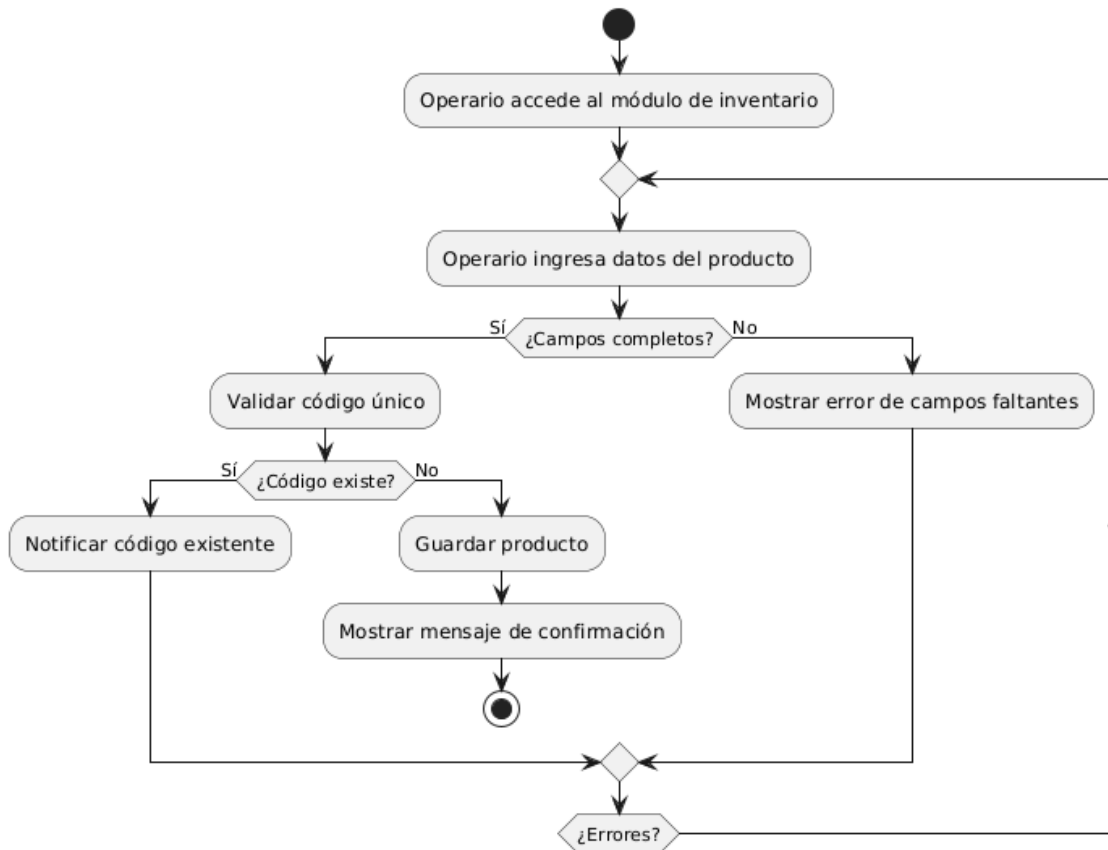 Operario accede al módulo de inventario
Operario ingresa datos del producto
Sí
¿Campos completos?
No
Validar código único
Mostrar error de campos faltantes
Sí
¿Código existe?
No
Notificar código existente
Guardar producto
Mostrar mensaje de confirmación
¿Errores?